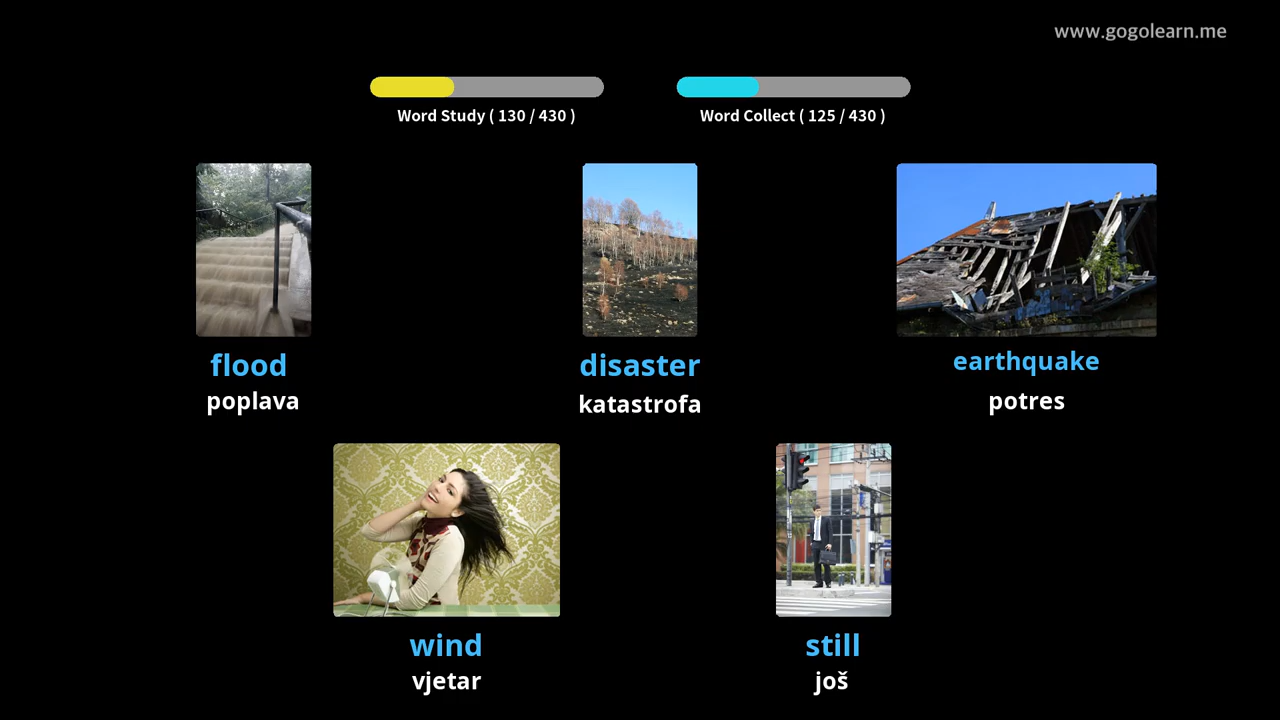 www.gogolearn.me
Word Study ( 130 / 430 )
Word Collect ( 125 / 430 )
flood
poplava
disaster
katastrofa
earthquake
potres
wind
vjetar
still
još